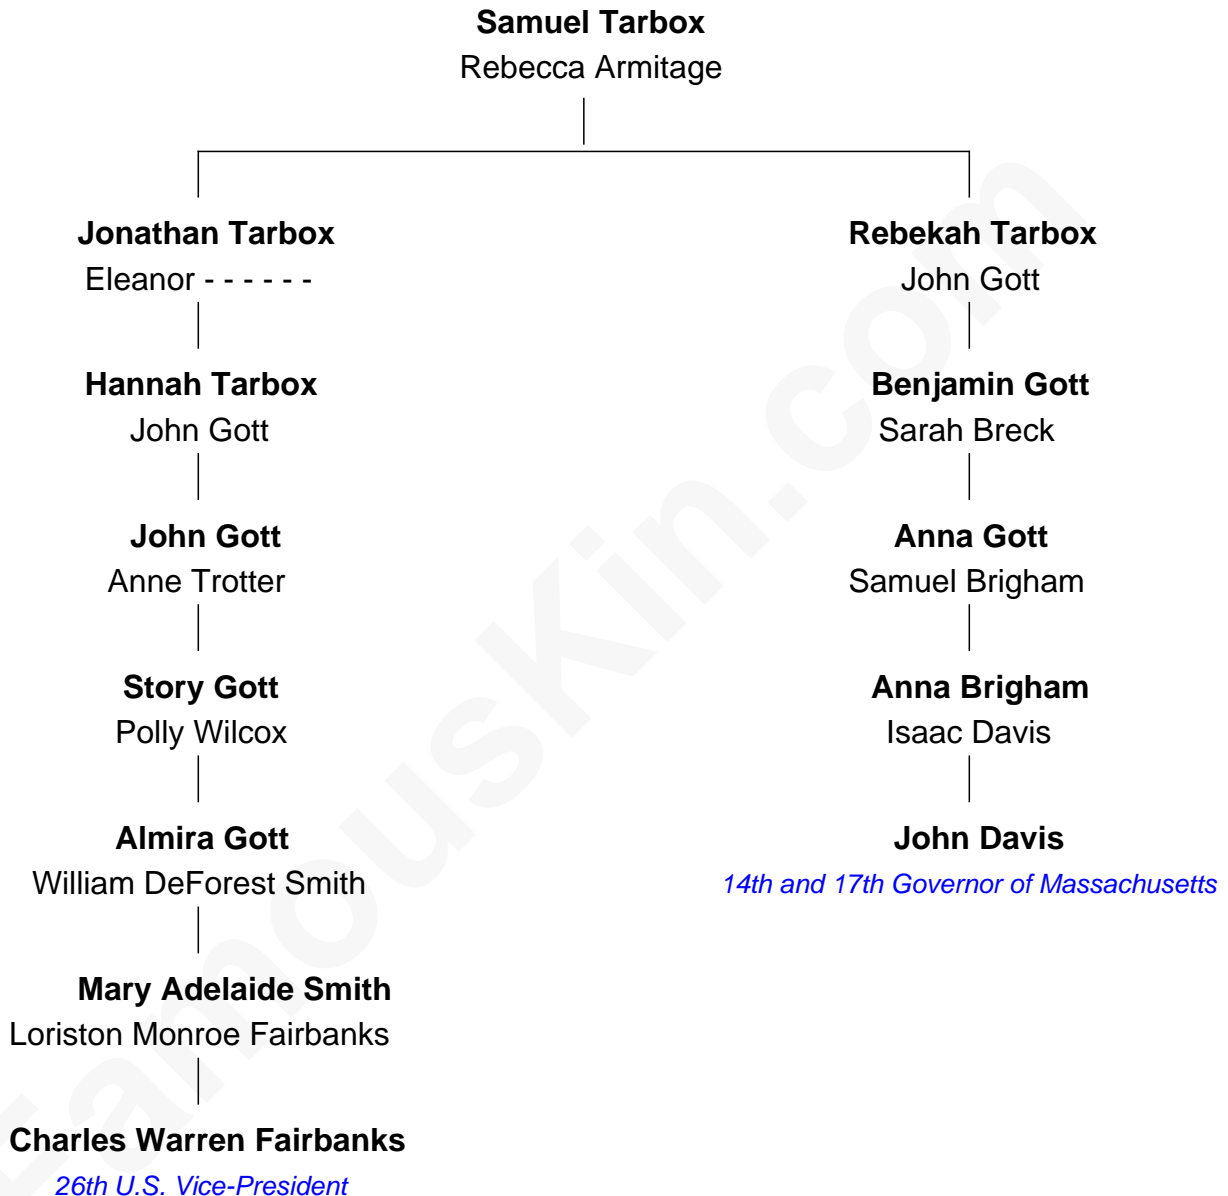 Samuel Tarbox
Rebecca Armitage
Jonathan Tarbox
Eleanor - - - - - -
Rebekah Tarbox
John Gott
Hannah Tarbox
John Gott
Benjamin Gott
Sarah Breck
John Gott
Anne Trotter
Anna Gott
Samuel Brigham
Story Gott
Polly Wilcox
Anna Brigham
Isaac Davis
Almira Gott
William DeForest Smith
John Davis
14th and 17th Governor of Massachusetts
Mary Adelaide Smith
Loriston Monroe Fairbanks
Charles Warren Fairbanks
26th U.S. Vice-President
FamousKin.com